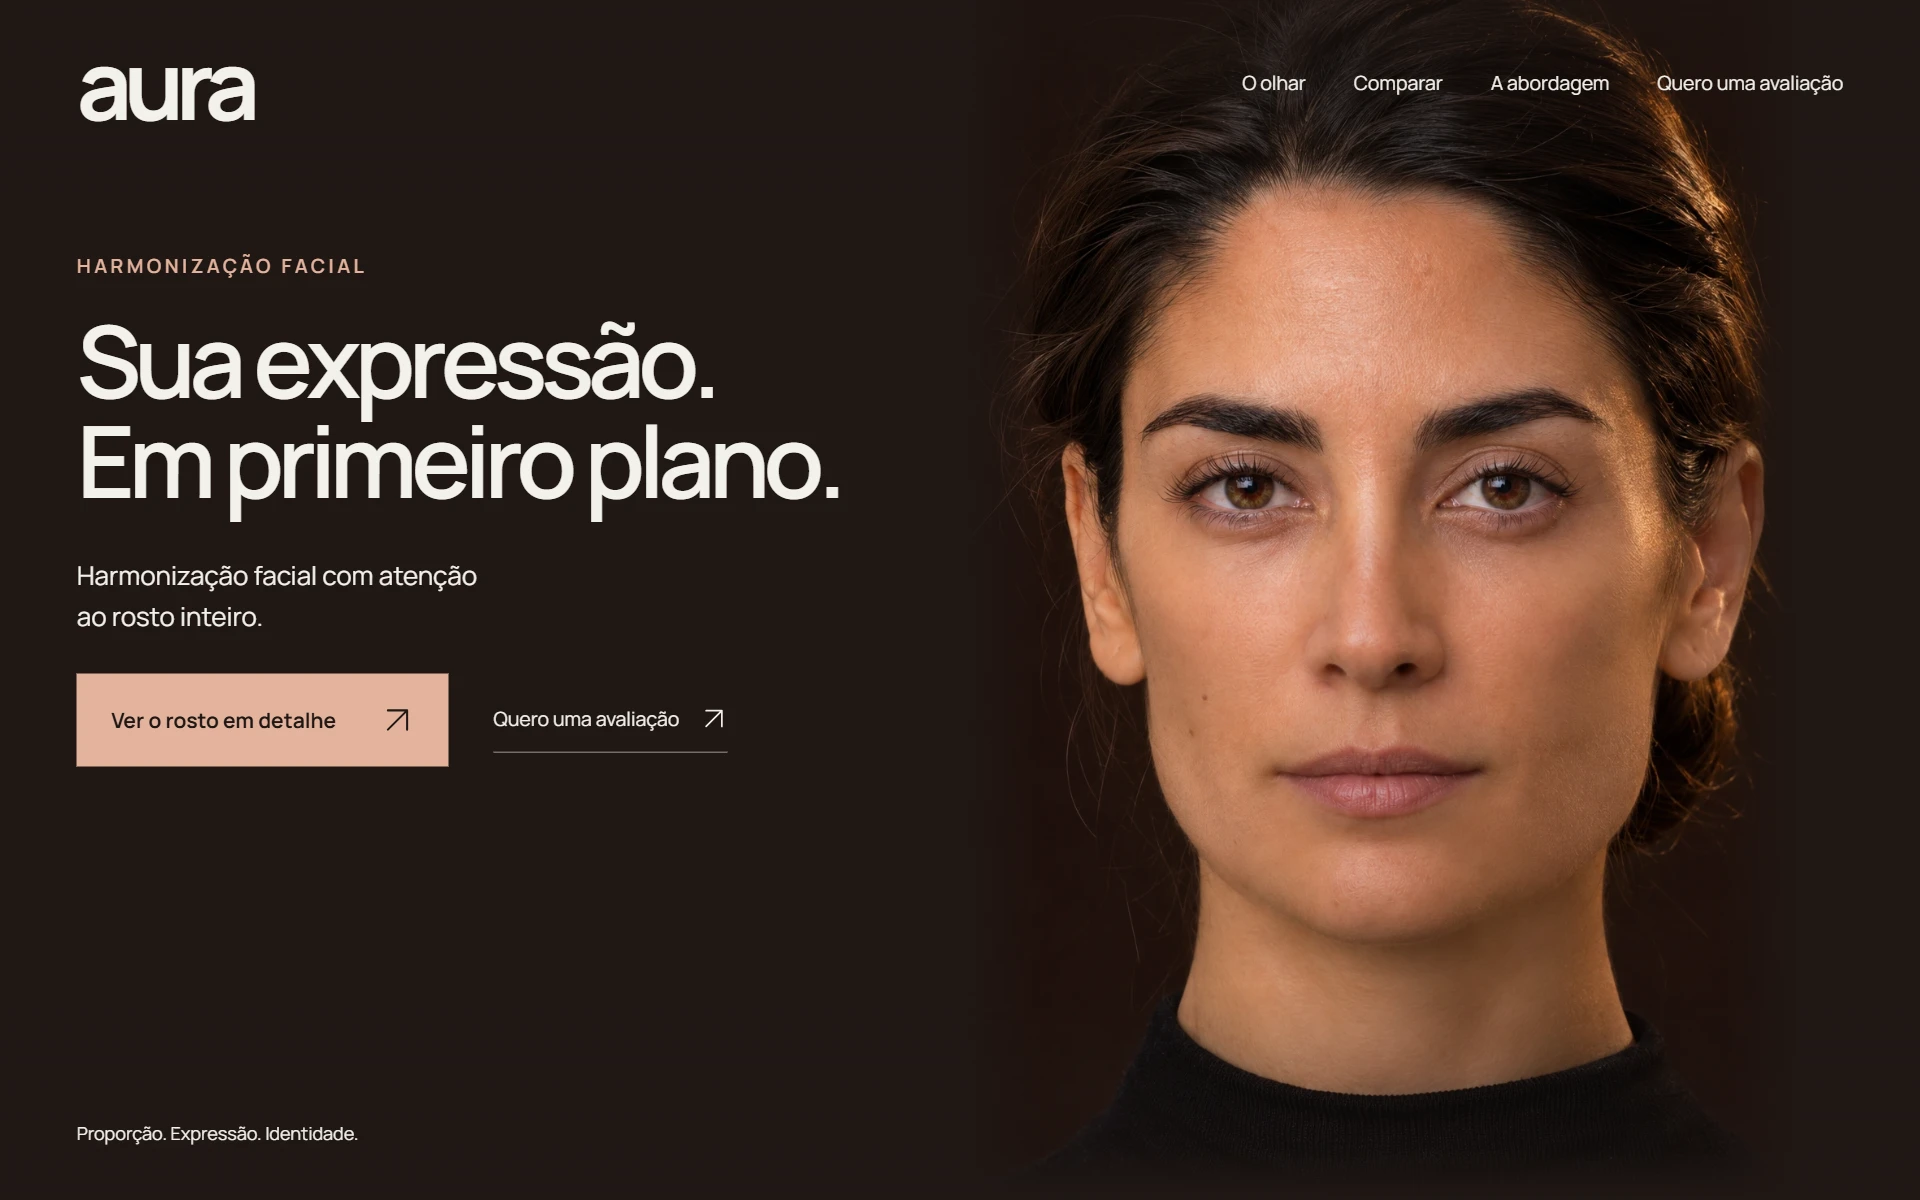 aura
O olhar
Comparar
A abordagem
Quero uma avaliação
HARMONIZAÇÃO FACIAL
Sua expressão.
Em primeiro plano.
Harmonização facial com atenção
ao rosto inteiro.
Ver o rosto em detalhe
Quero uma avaliação
Proporção. Expressão. Identidade.